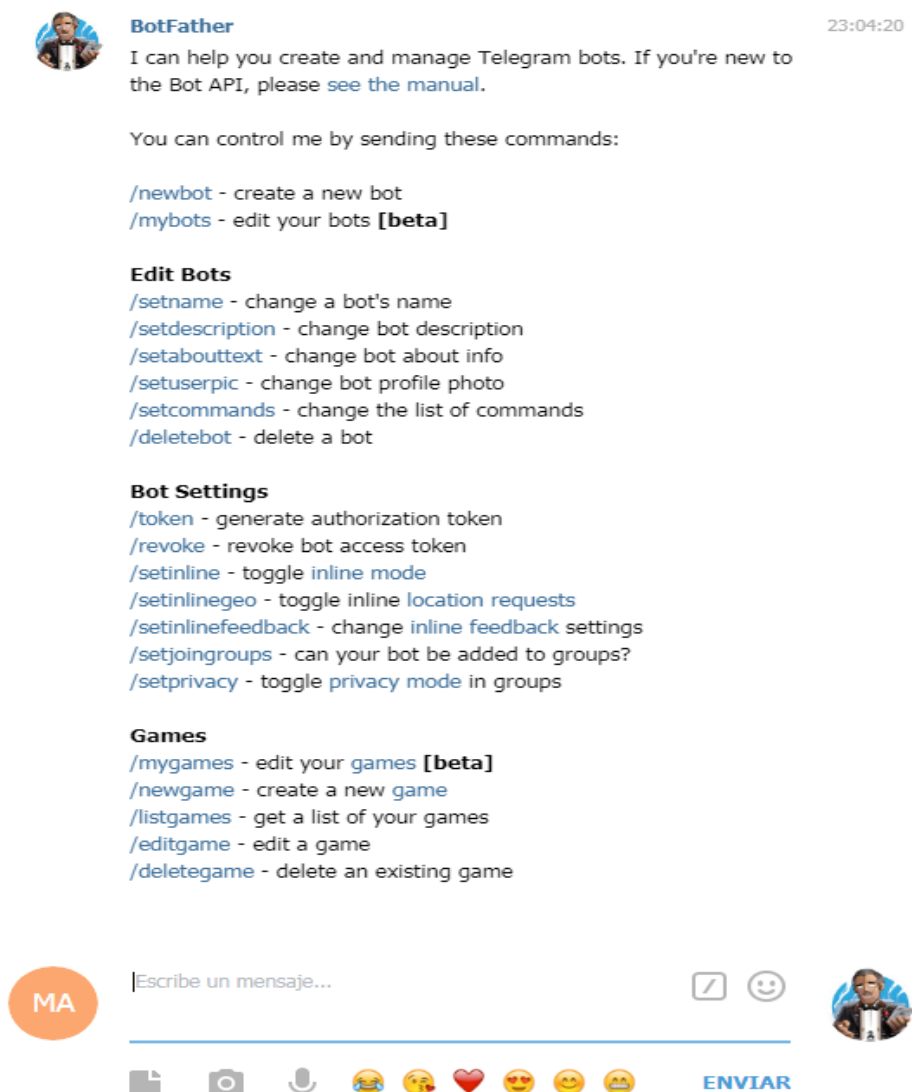 BotFather 23:04:20
I can help you create and manage Telegram bots. If you're new to
the Bot API, please see the manual.
You can control me by sending these commands:
/newbot - create a new bot
/mybots - edit your bots [beta]
Edit Bots
/setname - change a bot's name
/setdescription - change bot description
/setabouttext - change bot about info
/setuserpic - change bot profile photo
/setcommands - change the list of commands
/deletebot - delete a bot
Bot Settings
/token - generate authorization token
/revoke - revoke bot access token
/setinline - toggle inline mode
/setinlinegeo - toggle inline location requests
/setinlinefeedback - change inline feedback settings
/setjoingroups - can your bot be added to groups?
/setprivacy - toggle privacy mode in groups
Games
/mygames - edit your games [beta]
/newgame - create a new game
/listgames - get a list of your games
/editgame - edit a game
/deletegame - delete an existing game
MA
Escribe un mensaje...
ENVIAR